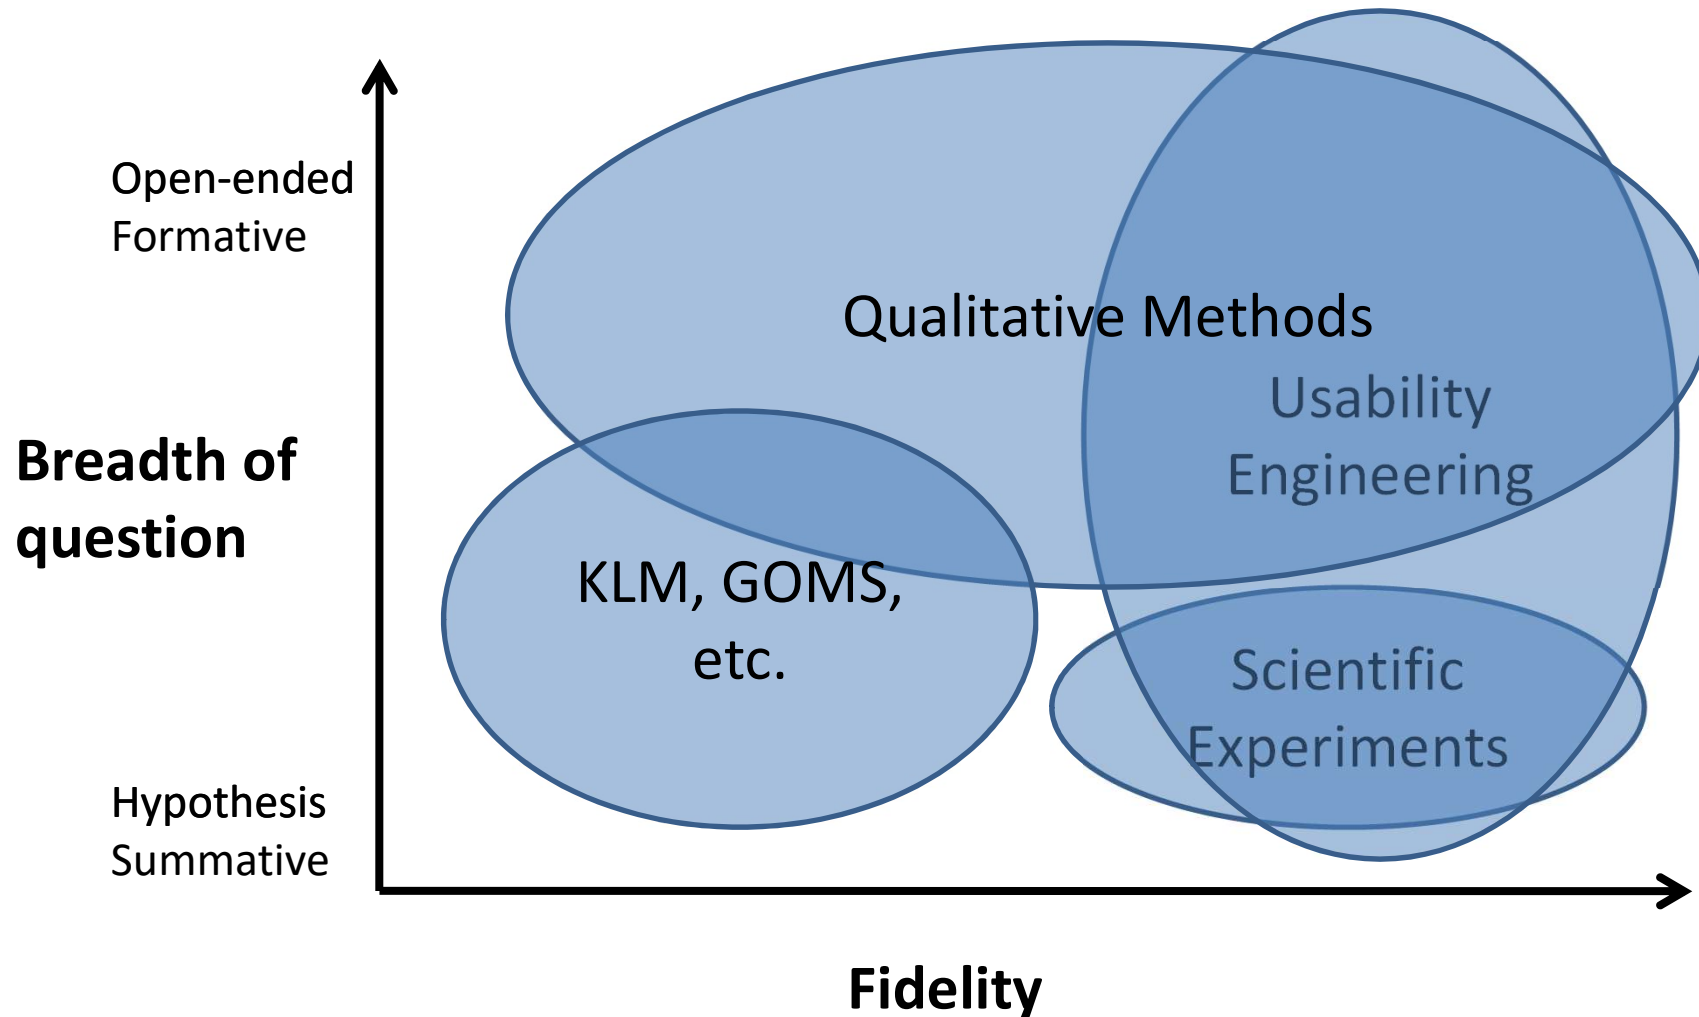 Open-ended
Formative
Qualitative Methods
Usability
Engineering
Breadth of
question
KLM, GOMS,
etc.
Scientific
Experiments
Hypothesis
Summative
Fidelity